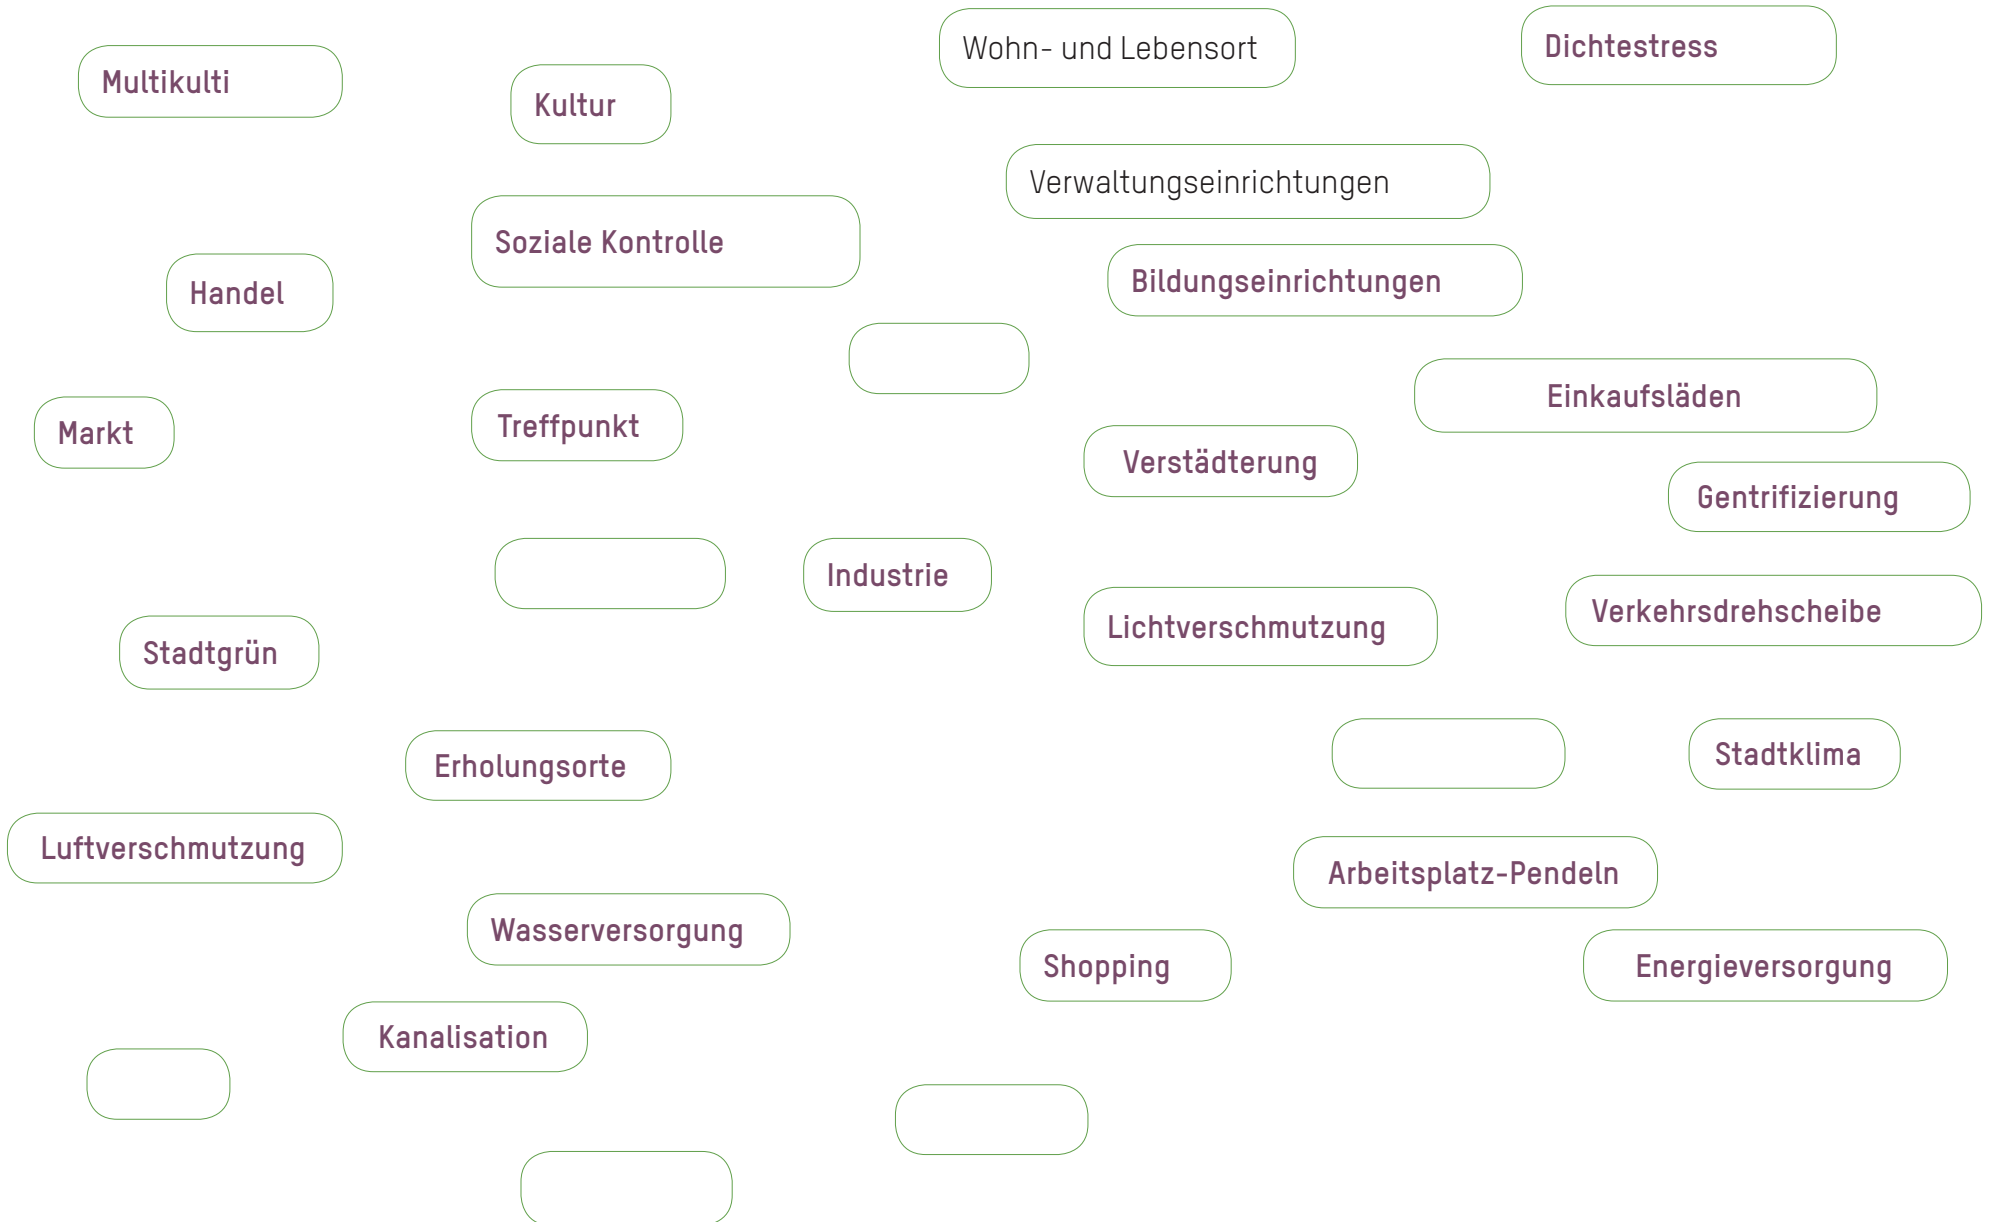 Wohn- und Lebensort
Dichtestress
Multikulti
Kultur
Verwaltungseinrichtungen
Soziale Kontrolle
Bildungseinrichtungen
Handel
Einkaufsläden
Treffpunkt
Markt
Verstädterung
Gentrifizierung
Industrie
Verkehrsdrehscheibe
Lichtverschmutzung
Stadtgrün
Stadtklima
Erholungsorte
Luftverschmutzung
Arbeitsplatz-Pendeln
Wasserversorgung
Shopping
Energieversorgung
Kanalisation